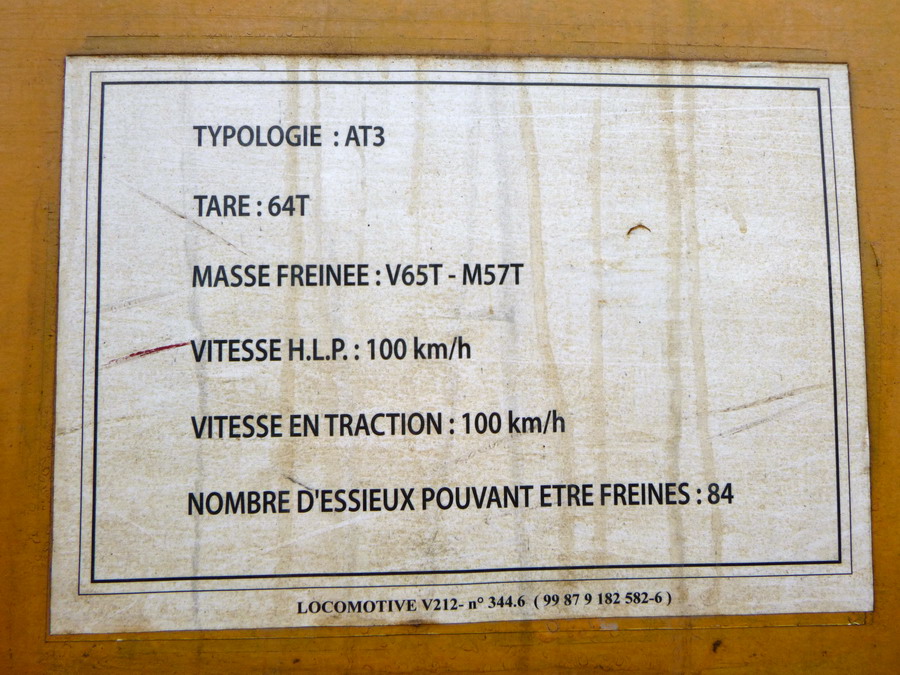 TYPOLOGIE : AT3
TARE : 64T
MASSE FREINEE : V65T - M57T
VITESSE H.L.P. : 100 km/h
VITESSE EN TRACTION : 100 km/h
NOMBRE D'ESSIEUX POUVANT ETRE FREINES : 84
LOCOMOTIVE V212- n° 344.6 ( 99 87 9 182 582-6 )